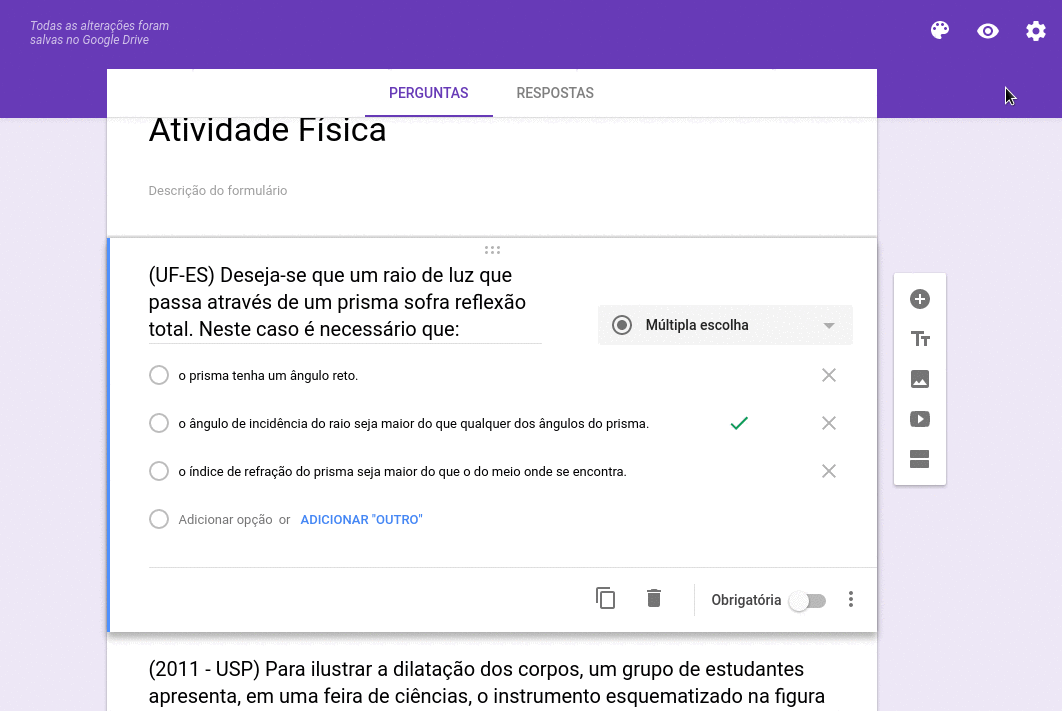 Todas as alterações foram
salvas no Google Drive
PERGUNTAS RESPOSTAS
Atividade Física
Descrição do formulário
(UF-ES) Deseja-se que um raio de luz que
passa através de um prisma sofra reflexão
total. Neste caso é necessário que:
Múltipla escolha
o prisma tenha um ângulo reto.
o ângulo de incidência do raio seja maior do que qualquer dos ângulos do prisma.
o índice de refração do prisma seja maior do que o do meio onde se encontra.
Adicionar opção or ADICIONAR "OUTRO"
Obrigatória
(2011 - USP) Para ilustrar a dilatação dos corpos, um grupo de estudantes
apresenta, em uma feira de ciências, o instrumento esquematizado na figura